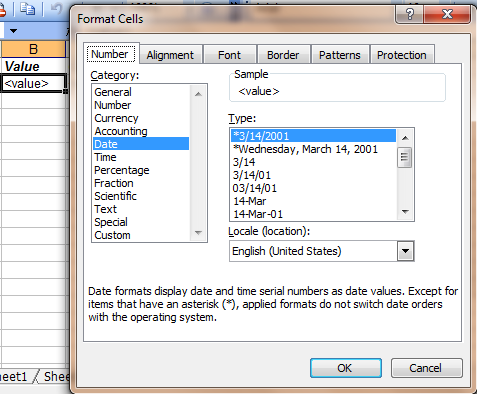 Format Cells
B
Value
<value>
Number Alignment Font Border Patterns Protection
Category:
General
Number
Currency
Accounting
Date
Time
Percentage
Fraction
Scientific
Text
Special
Custom
Sample
<value>
Type:
*3/14/2001
*Wednesday, March 14, 2001
3/14
3/14/01
03/14/01
14-Mar
14-Mar-01
Locale (location):
English (United States)
Date formats display date and time serial numbers as date values. Except for
items that have an asterisk (*), applied formats do not switch date orders
with the operating system.
OK Cancel
eet1 / Shee